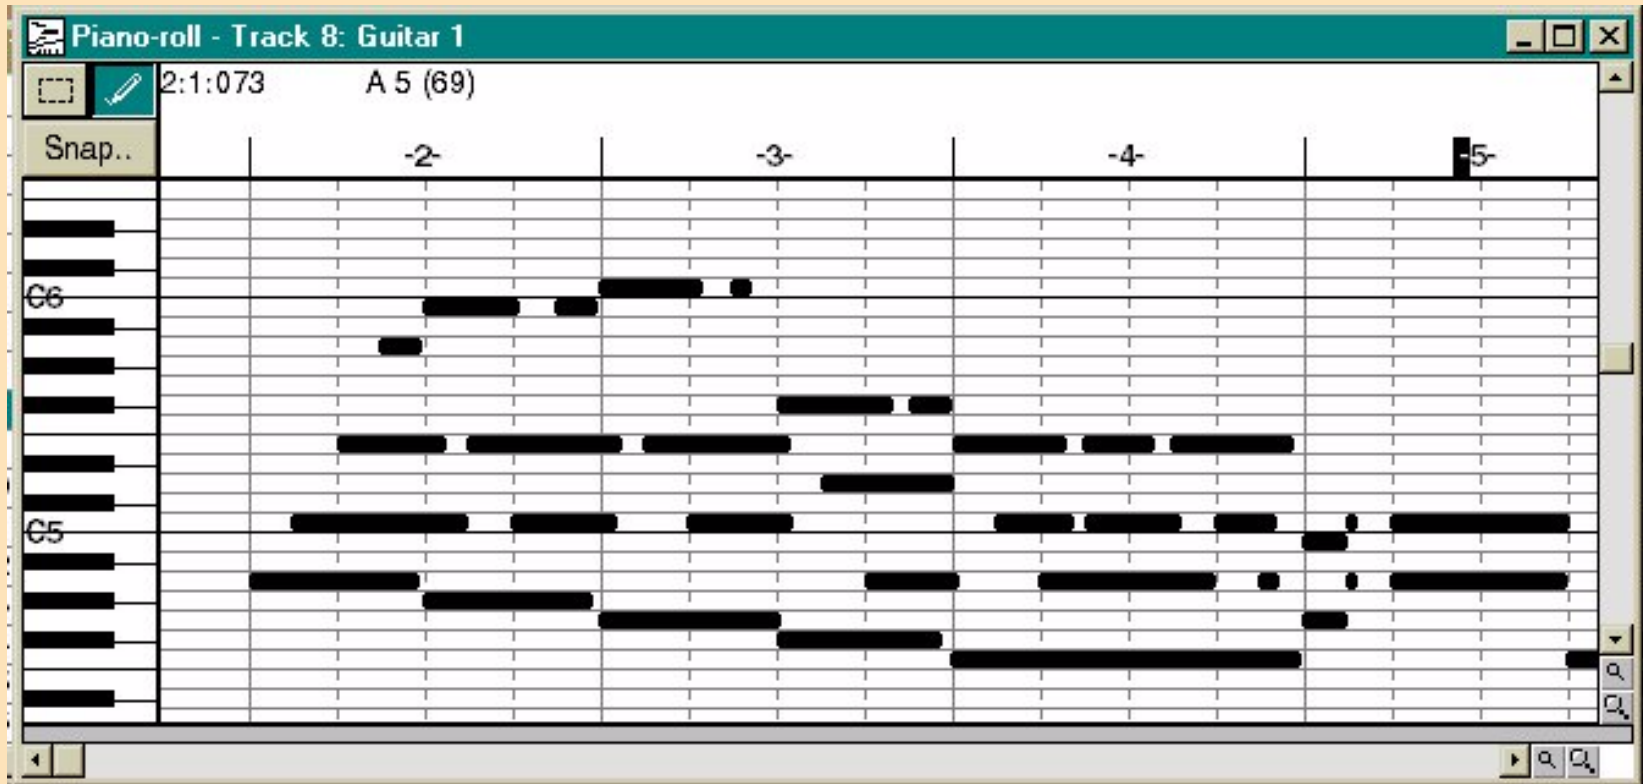 Piano-roll - Track 8: Guitar 1
2:1:073 A 5 (69)
Snap..
-2- -3- -4- -5-
C6
C5